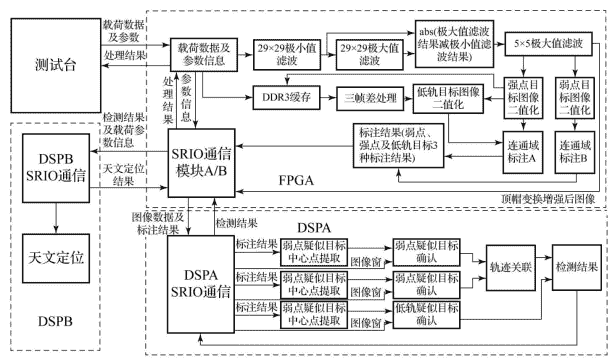 载荷数据
及参数
处理结果
测试台
载荷数据及
参数信息
29×29极小值
滤波
29×29极大值
滤波
abs(极大值滤波
结果减极小值滤
波结果)
5×5极大值滤波
处理结果
参数信息
DDR3缓存
三帧差处理
低轨目标图像
二值化
强点目
标图像
二值化
弱点目
标图像
二值化
检测结果
及载荷参
数信息
SRIO通信
模块A/B
标注结果(弱点、
强点及低轨目标3
种标注结果)
连通域
标注A
连通域
标注B
FPGA
顶帽变换增强后图像
DSPB
SRIO通信
天文定位
结果
天文定位
DSPB
图像数据及
标注结果
检测结果
DSPA
DSPA
SRIO通信
标注结果
弱点疑似目标
中心点提取
图像窗
弱点疑似目标
确认
标注结果
弱点疑似目标
中心点提取
图像窗
弱点疑似目标
确认
标注结果
弱点疑似目标
中心点提取
图像窗
低轨疑似目标
确认
轨迹关联
检测结果